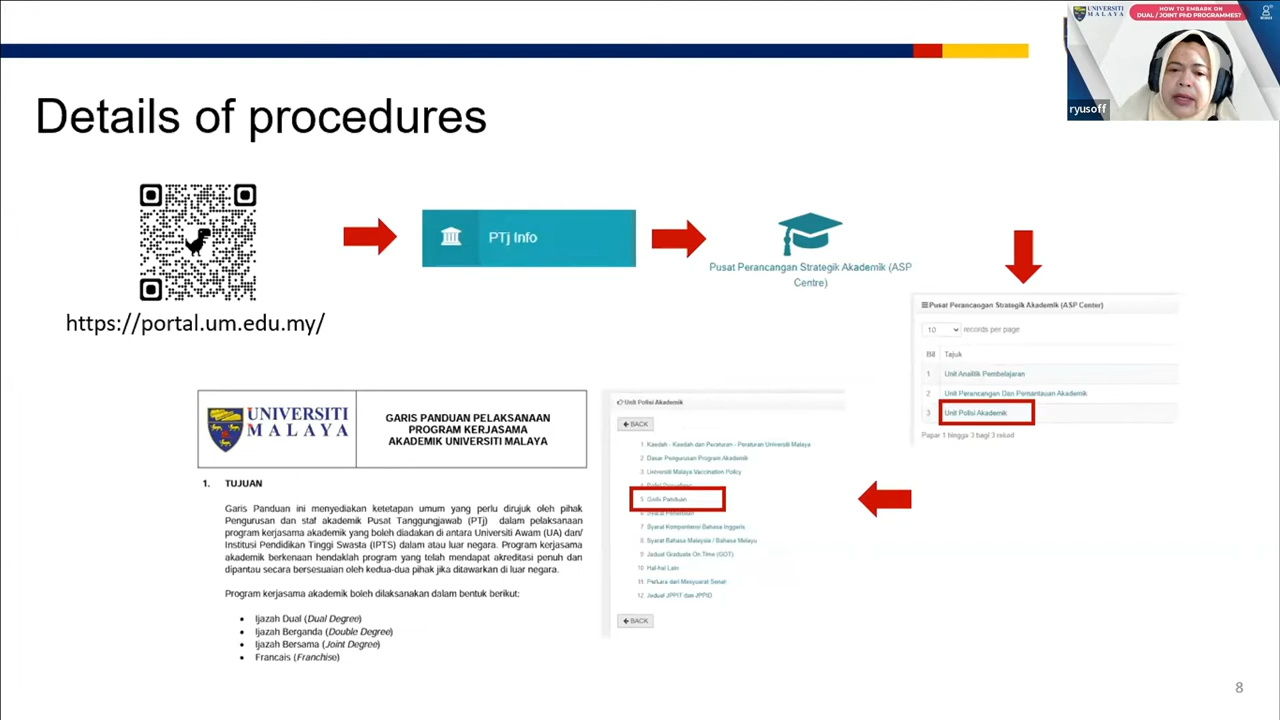 UNIVERSITI
MALAYA
HOW TO EMBARK ON
DUAL / JOINT PhD PROGRAMMES?
ryusoff
Details of procedures
https://portal.um.edu.my/
PTj Info
Pusat Perancangan Strategik Akademik (ASP
Centre)
Pusat Perancangan Strategik Akademik (ASP Center)
10 records per page
Bil Tajuk
1 Unit Analitik Pembelajaran
2 Unit Perancangan Dan Pemantauan Akademik
3 Unit Polisi Akademik
Papar 1 hingga 3 bagi 3 rekod
Unit Polisi Akademik
BACK
1. Kaedah - Kaedah dan Peraturan - Peraturan Universiti Malaya
2. Dasar Pengurusan Program Akademik
3. Universiti Malaya Vaccination Policy
5. Garis Panduan
7. Syarat Kompetensi Bahasa Inggeris
8. Syarat Bahasa Malaysia / Bahasa Melayu
9. Jadual Graduate On Time (GOT)
10. Hal-hal Lain
11. Perkara dari Mesyuarat Senat
12. Jadual JPPIT dan JPPID
BACK
UNIVERSITI
MALAYA
GARIS PANDUAN PELAKSANAAN
PROGRAM KERJASAMA
AKADEMIK UNIVERSITI MALAYA
1. TUJUAN
Garis Panduan ini menyediakan ketetapan umum yang perlu dirujuk oleh pihak
Pengurusan dan staf akademik Pusat Tanggungjawab (PTj) dalam pelaksanaan
program kerjasama akademik yang boleh diadakan di antara Universiti Awam (UA) dan/
Institusi Pendidikan Tinggi Swasta (IPTS) dalam atau luar negara. Program kerjasama
akademik berkenaan hendaklah program yang telah mendapat akreditasi penuh dan
dipantau secara bersesuaian oleh kedua-dua pihak jika ditawarkan di luar negara.
Program kerjasama akademik boleh dilaksanakan dalam bentuk berikut:
• Ijazah Dual (Dual Degree)
• Ijazah Berganda (Double Degree)
• Ijazah Bersama (Joint Degree)
• Francais (Franchise)
8